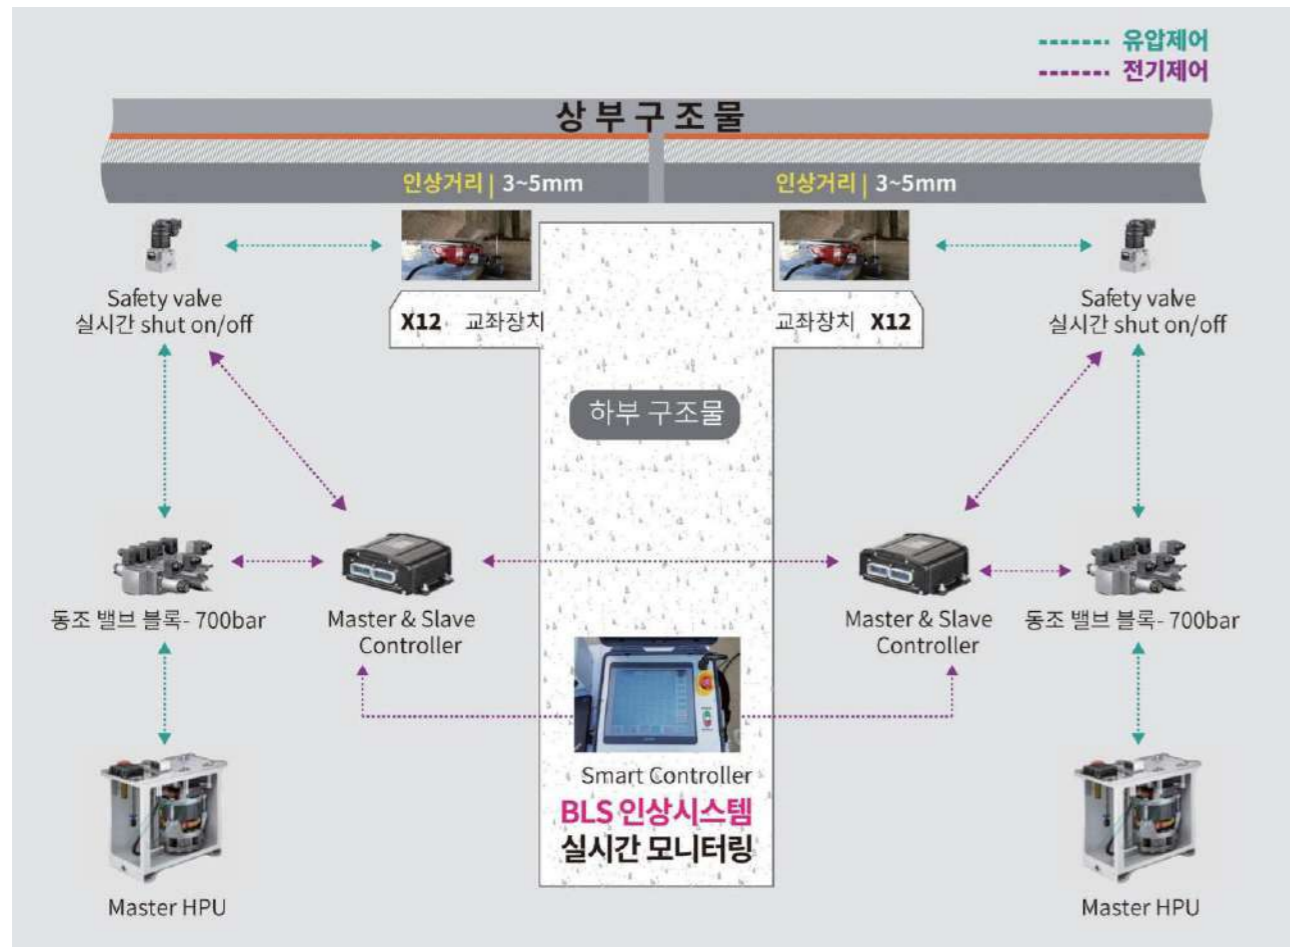 유압제어
전기제어
상부구조물
인상거리 | 3~5mm
인상거리 | 3~5mm
Safety valve
실시간 shut on/off
X12 교좌장치
교좌장치 X12
Safety valve
실시간 shut on/off
하부 구조물
동조 밸브 블록- 700bar
Master & Slave
Controller
Master & Slave
Controller
동조 밸브 블록- 700bar
Smart Controller
BLS 인상시스템
실시간 모니터링
Master HPU
Master HPU